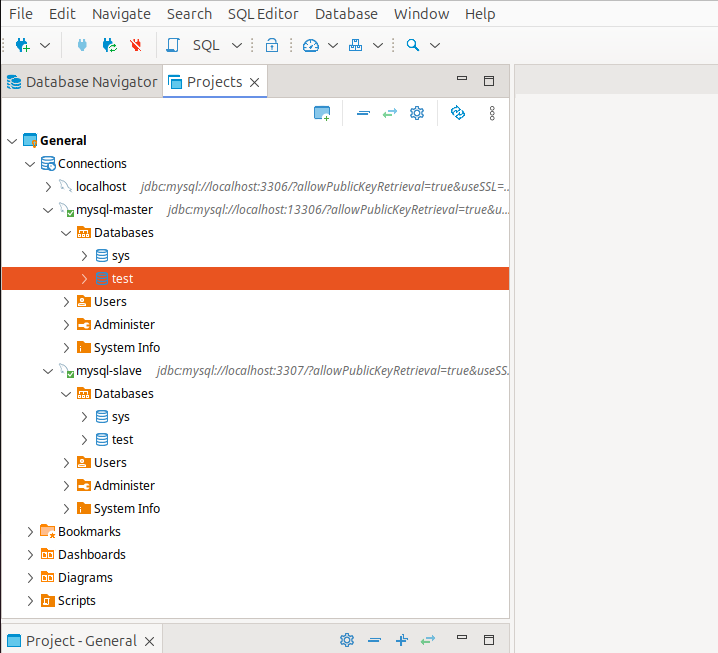 File Edit Navigate Search SQL Editor Database Window Help
SQL
Database Navigator Projects
General
Connections
localhost jdbc:mysql://localhost:3306/?allowPublicKeyRetrieval=true&useSSL=...
mysql-master jdbc:mysql://localhost:13306/?allowPublicKeyRetrieval=true&u...
Databases
sys
test
Users
Administer
System Info
mysql-slave jdbc:mysql://localhost:3307/?allowPublicKeyRetrieval=true&useSS...
Databases
sys
test
Users
Administer
System Info
Bookmarks
Dashboards
Diagrams
Scripts
Project - General